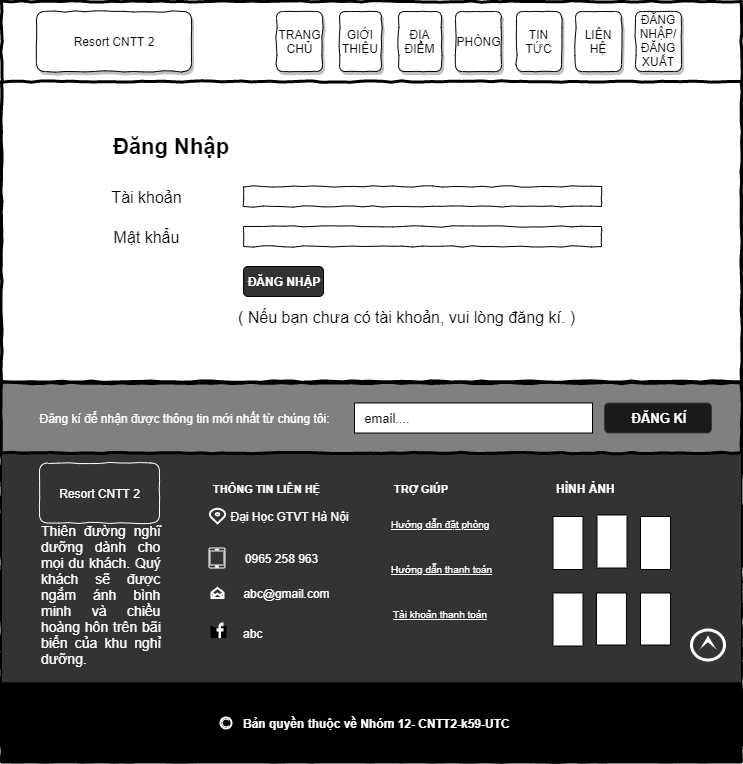 Resort CNTT 2
TRANG
CHỦ
GIỚI
THIỆU
ĐỊA
ĐIỂM
PHÒNG
TIN
TỨC
LIÊN
HỆ
ĐĂNG
NHẬP/
ĐĂNG
XUẤT
Đăng Nhập
Tài khoản
Mật khẩu
ĐĂNG NHẬP
( Nếu bạn chưa có tài khoản, vui lòng đăng kí. )
Đăng kí để nhận được thông tin mới nhất từ chúng tôi:
email....
ĐĂNG KÍ
Resort CNTT 2
Thiên đường nghĩ
dưỡng dành cho
mọi du khách. Quý
khách sẽ được
ngắm ánh bình
minh và chiều
hoàng hôn trên bãi
biển của khu nghỉ
dưỡng.
THÔNG TIN LIÊN HỆ
Đại Học GTVT Hà Nội
0965 258 963
abc@gmail.com
abc
TRỢ GIÚP
Hướng dẫn đặt phòng
Hướng dẫn thanh toán
Tài khoản thanh toán
HÌNH ẢNH
© Bản quyền thuộc về Nhóm 12- CNTT2-k59-UTC